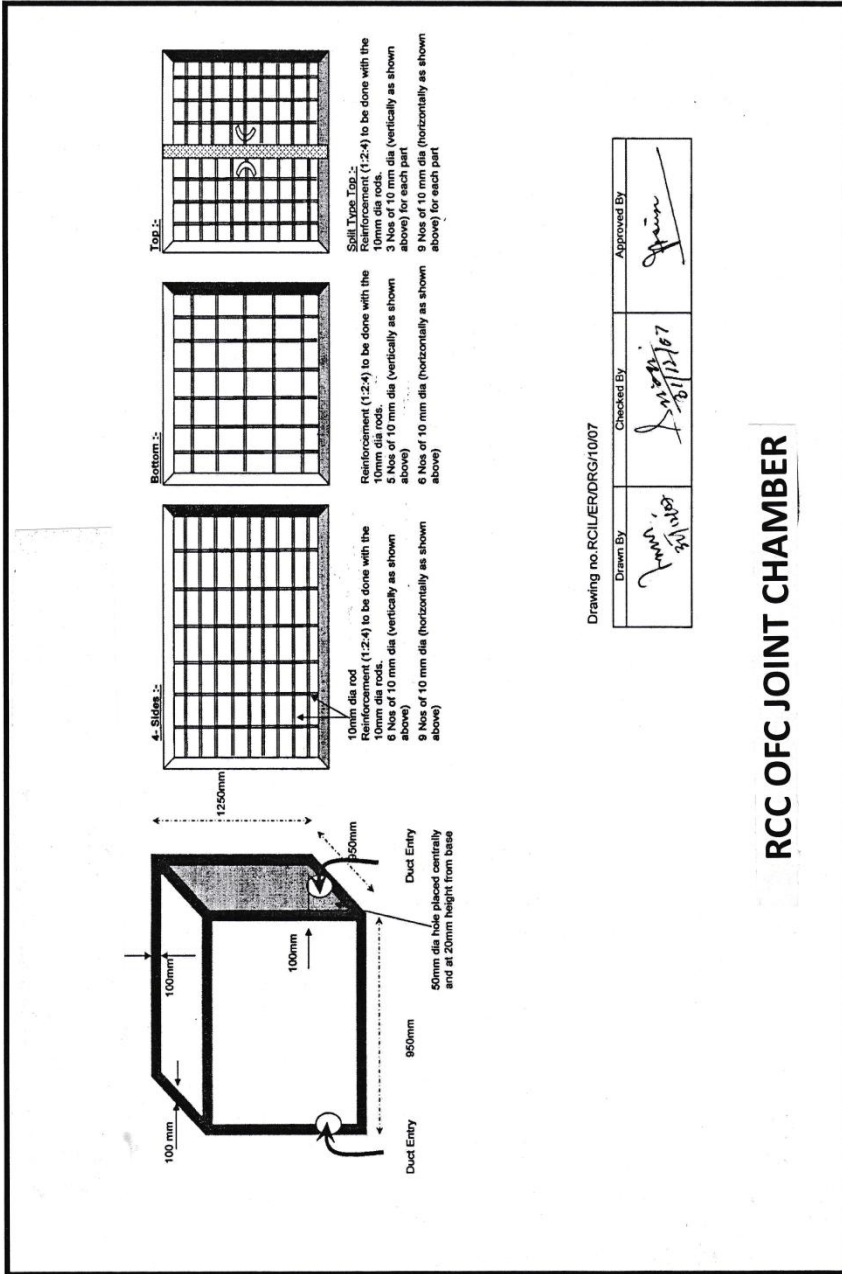 4- Sides :-
Bottom :-
Top :-
1250mm
950mm
100mm
100 mm
100mm
950mm
Duct Entry
Duct Entry
50mm dia hole placed centrally
and at 20mm height from base
10mm dia rod
Reinforcement (1:2:4) to be done with the
10mm dia rods.
6 Nos of 10 mm dia (vertically as shown
above)
9 Nos of 10 mm dia (horizontally as shown
above)
Reinforcement (1:2:4) to be done with the
10mm dia rods.
5 Nos of 10 mm dia (vertically as shown
above)
6 Nos of 10 mm dia (horizontally as shown
above)
Split Type Top :-
Reinforcement (1:2:4) to be done with the
10mm dia rods.
3 Nos of 10 mm dia (vertically as shown
above) for each part
9 Nos of 10 mm dia (horizontally as shown
above) for each part
Drawing no.RCIL/ER/DRG/10/07
Drawn By
Checked By
Approved By
31/12/07
RCC OFC JOINT CHAMBER